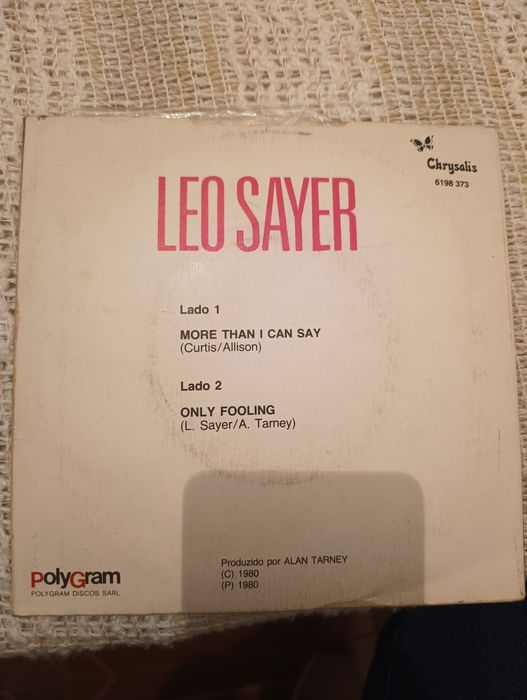 Chrysalis
6198 373
LEO SAYER
Lado 1
MORE THAN I CAN SAY
(Curtis/Allison)
Lado 2
ONLY FOOLING
(L. Sayer/A. Tarney)
Produzido por ALAN TARNEY
(C) 1980
(P) 1980
PolyGram
POLYGRAM DISCOS SARL